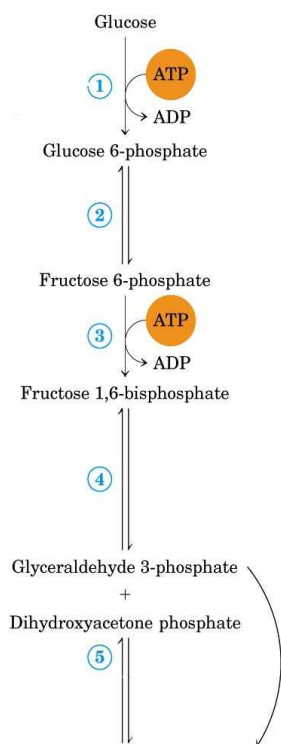 Glucose
1
ATP
ADP
Glucose 6-phosphate
2
Fructose 6-phosphate
3
ATP
ADP
Fructose 1,6-bisphosphate
4
Glyceraldehyde 3-phosphate
+
Dihydroxyacetone phosphate
5